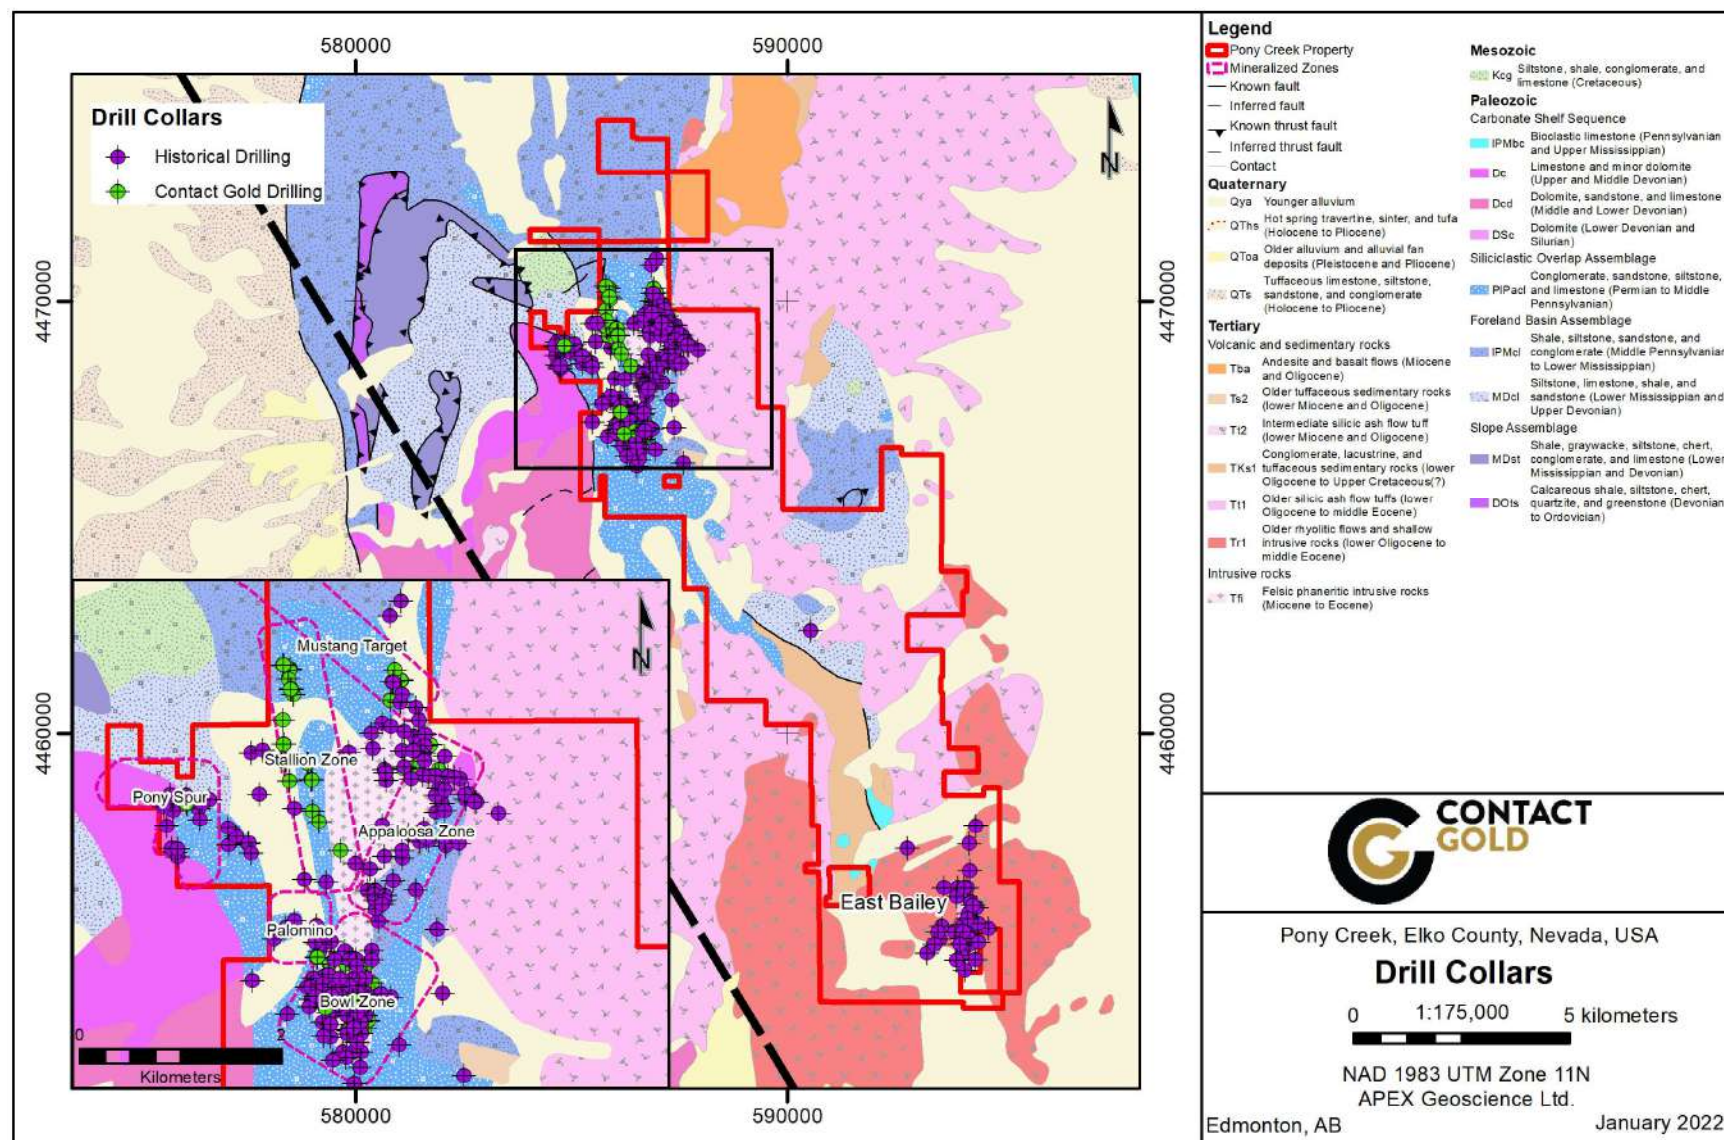 580000
590000
4470000
4460000
4470000
4460000
580000
590000
Drill Collars
Historical Drilling
Contact Gold Drilling
N
East Bailey
N
Mustang Target
Stallion Zone
Pony Spur
Appaloosa Zone
Palomino
Bowl Zone
0
2
Kilometers
Legend
Pony Creek Property
Mineralized Zones
Known fault
Inferred fault
Known thrust fault
Inferred thrust fault
Contact
Quaternary
Qya Younger alluvium
QThs Hot spring travertine, sinter, and tufa
(Holocene to Pliocene)
QToa Older alluvium and alluvial fan
deposits (Pleistocene and Pliocene)
QTs Tuffaceous limestone, siltstone,
sandstone, and conglomerate
(Holocene to Pliocene)
Tertiary
Volcanic and sedimentary rocks
Tba Andesite and basalt flows (Miocene
and Oligocene)
Ts2 Older tuffaceous sedimentary rocks
(lower Miocene and Oligocene)
Tt2 Intermediate silicic ash flow tuff
(lower Miocene and Oligocene)
TKs1 Conglomerate, lacustrine, and
tuffaceous sedimentary rocks (lower
Oligocene to Upper Cretaceous(?)
Tt1 Older silicic ash flow tuffs (lower
Oligocene to middle Eocene)
Tr1 Older rhyolitic flows and shallow
intrusive rocks (lower Oligocene to
middle Eocene)
Intrusive rocks
Tfi Felsic phaneritic intrusive rocks
(Miocene to Eocene)
Mesozoic
Kcg Siltstone, shale, conglomerate, and
limestone (Cretaceous)
Paleozoic
Carbonate Shelf Sequence
IPMbc Bioclastic limestone (Pennsylvanian
and Upper Mississippian)
Dc Limestone and minor dolomite
(Upper and Middle Devonian)
Dcd Dolomite, sandstone, and limestone
(Middle and Lower Devonian)
DSc Dolomite (Lower Devonian and
Silurian)
Siliciclastic Overlap Assemblage
PIPacl Conglomerate, sandstone, siltstone,
and limestone (Permian to Middle
Pennsylvanian)
Foreland Basin Assemblage
IPMcl Shale, siltstone, sandstone, and
conglomerate (Middle Pennsylvanian
to Lower Mississippian)
MDcl Siltstone, limestone, shale, and
sandstone (Lower Mississippian and
Upper Devonian)
Slope Assemblage
MDst Shale, graywacke, siltstone, chert,
conglomerate, and limestone (Lower
Mississippian and Devonian)
DOts Calcareous shale, siltstone, chert,
quartzite, and greenstone (Devonian
to Ordovician)
CONTACT
GOLD
Pony Creek, Elko County, Nevada, USA
Drill Collars
0 1:175,000 5 kilometers
NAD 1983 UTM Zone 11N
APEX Geoscience Ltd.
Edmonton, AB January 2022